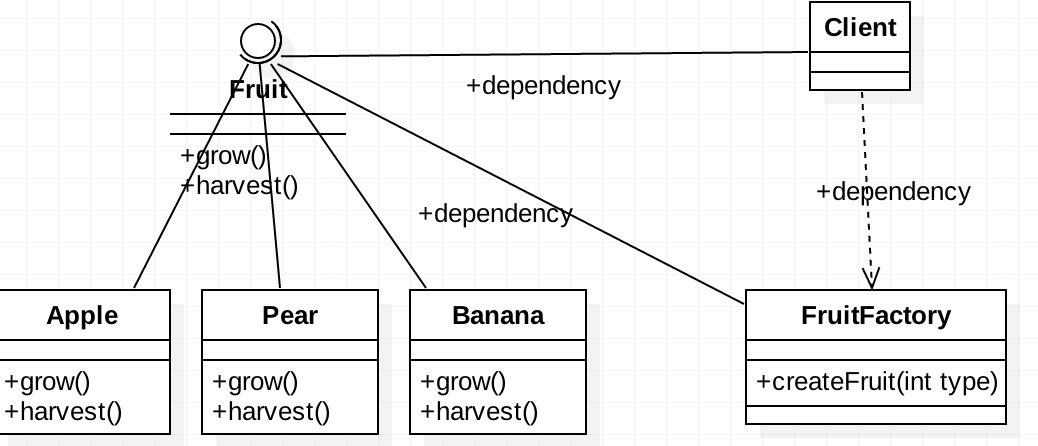 Client
Fruit
+dependency
+grow()
+harvest()
+dependency
+dependency
Apple
+grow()
+harvest()
Pear
+grow()
+harvest()
Banana
+grow()
+harvest()
FruitFactory
+createFruit(int type)